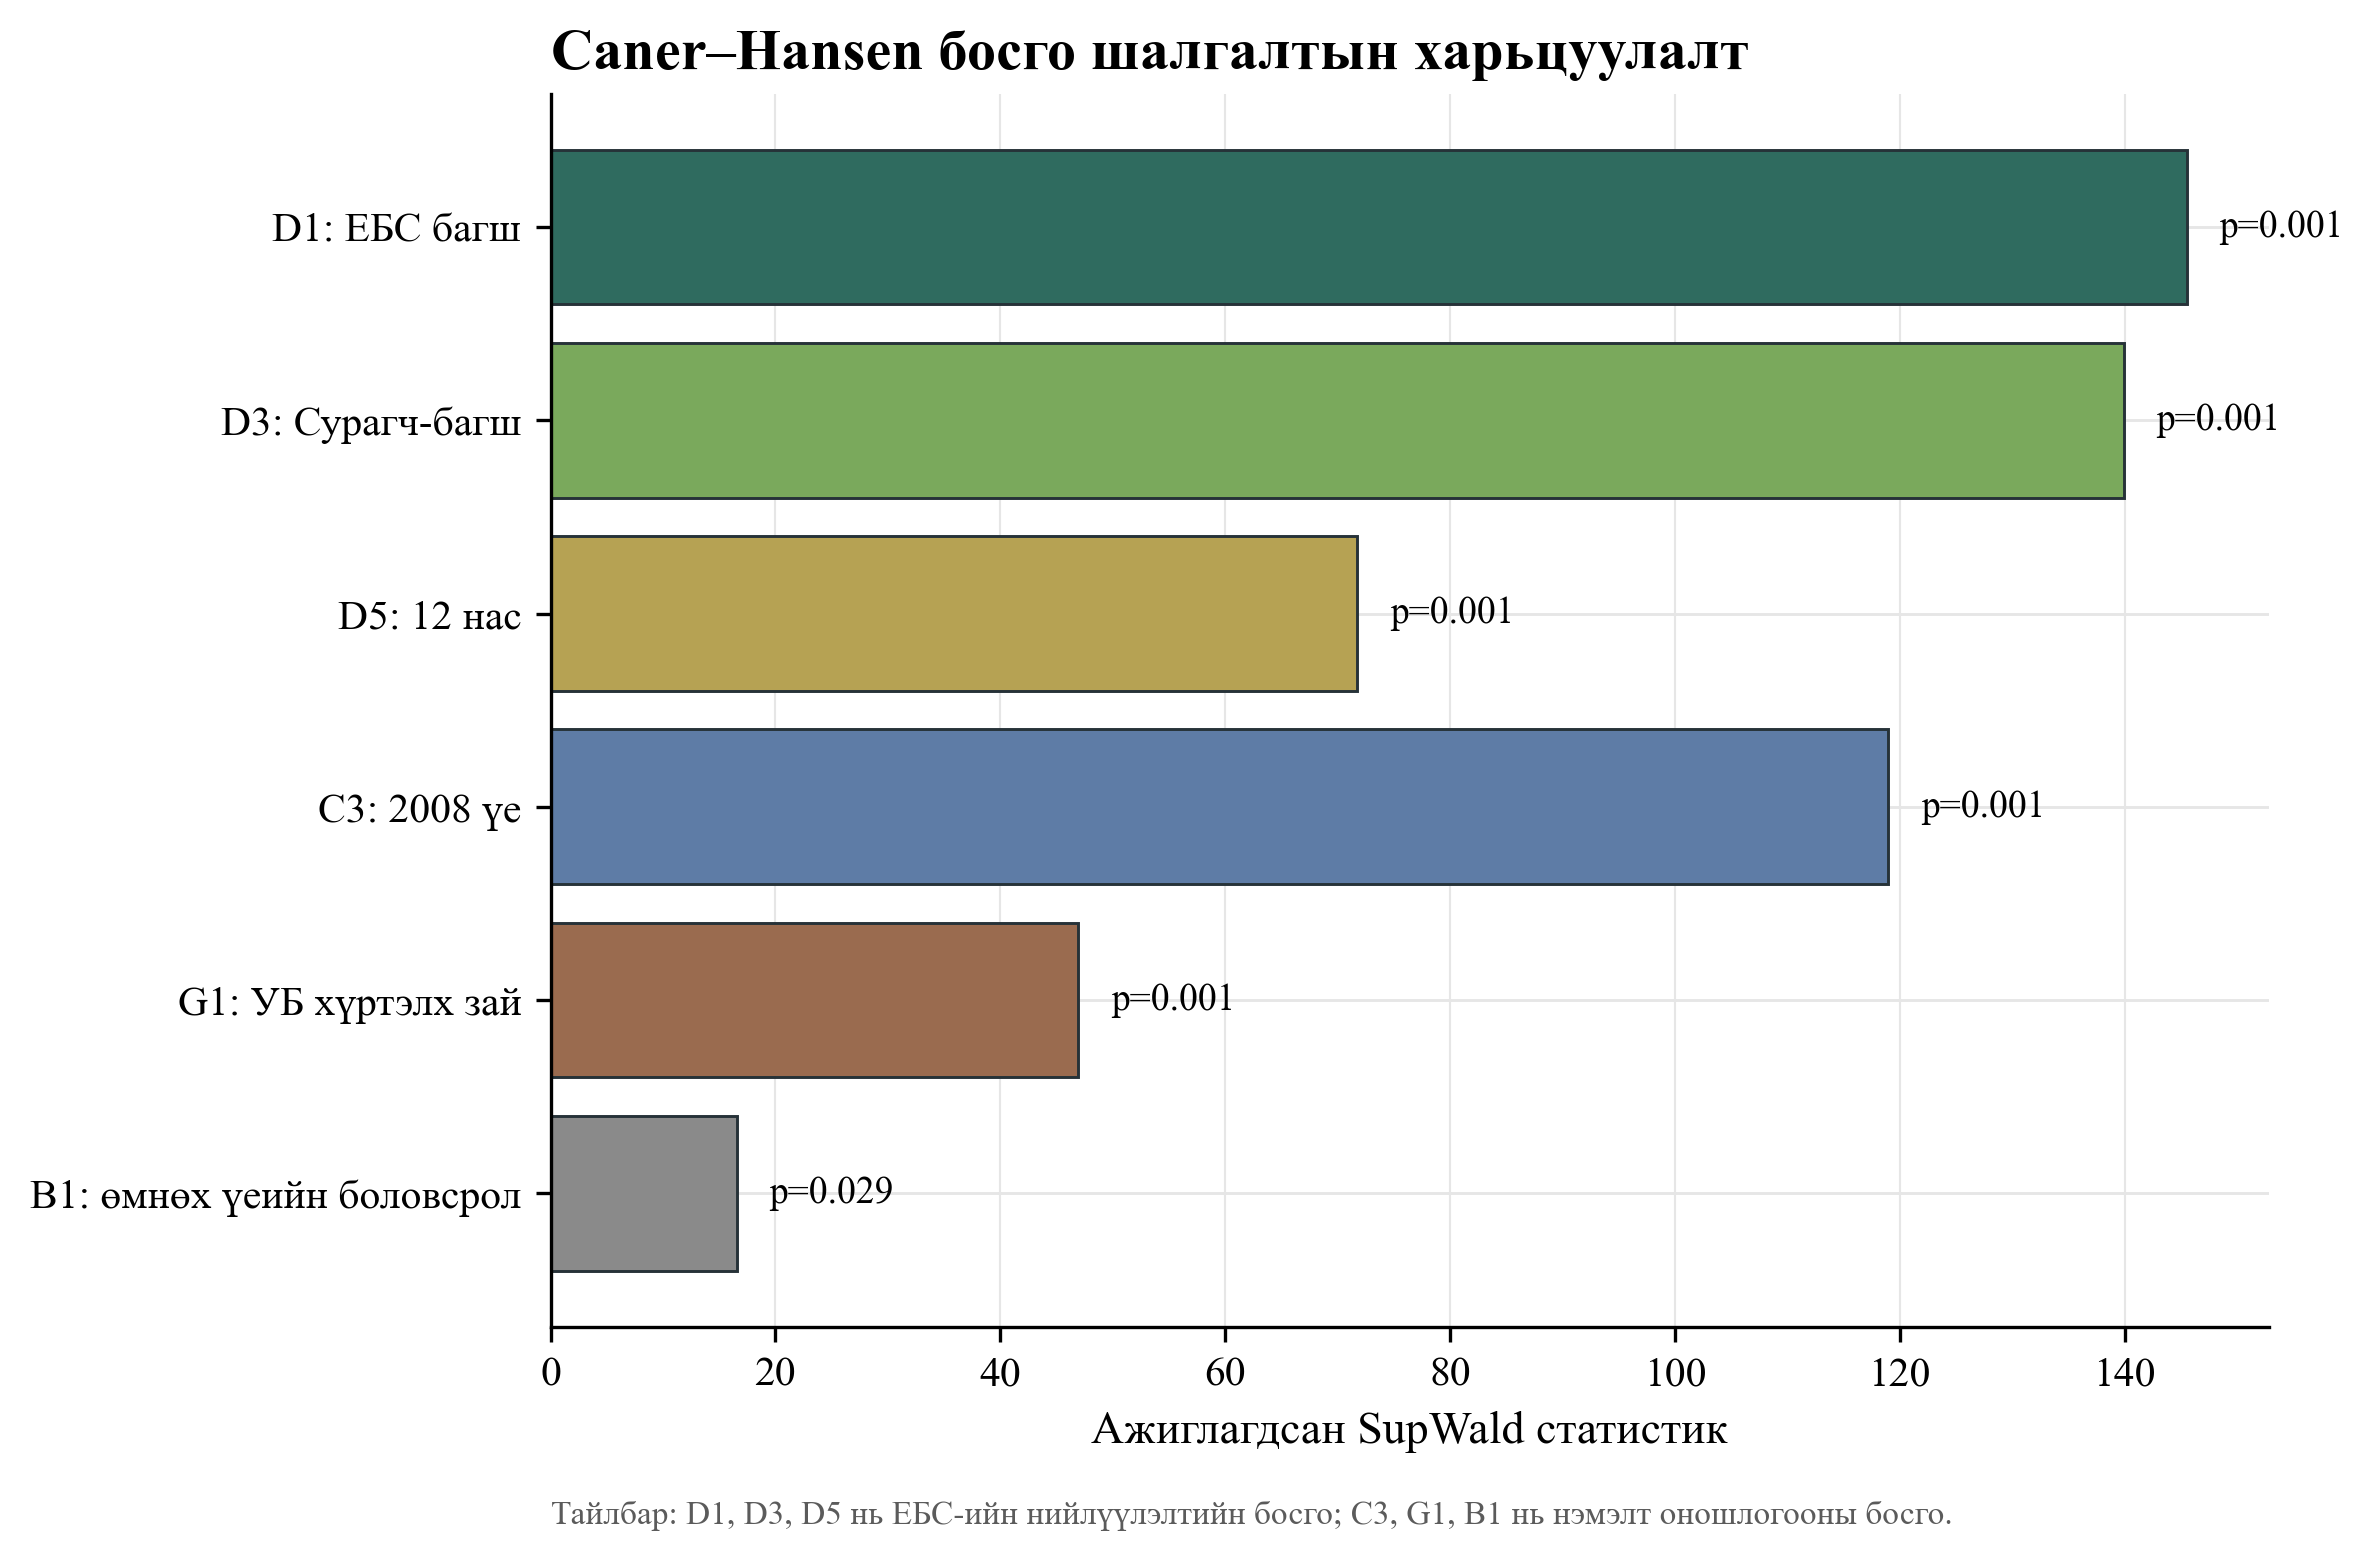 Caner–Hansen босго шалгалтын харьцуулалт
D1: ЕБС багш
p=0.001
D3: Сурагч-багш
p=0.001
D5: 12 нас
p=0.001
C3: 2008 үе
p=0.001
G1: УБ хүртэлх зай
p=0.001
B1: өмнөх үеийн боловсрол
p=0.029
0 20 40 60 80 100 120 140
Ажиглагдсан SupWald статистик
Тайлбар: D1, D3, D5 нь ЕБС-ийн нийлүүлэлтийн босго; C3, G1, B1 нь нэмэлт оношлогооны босго.